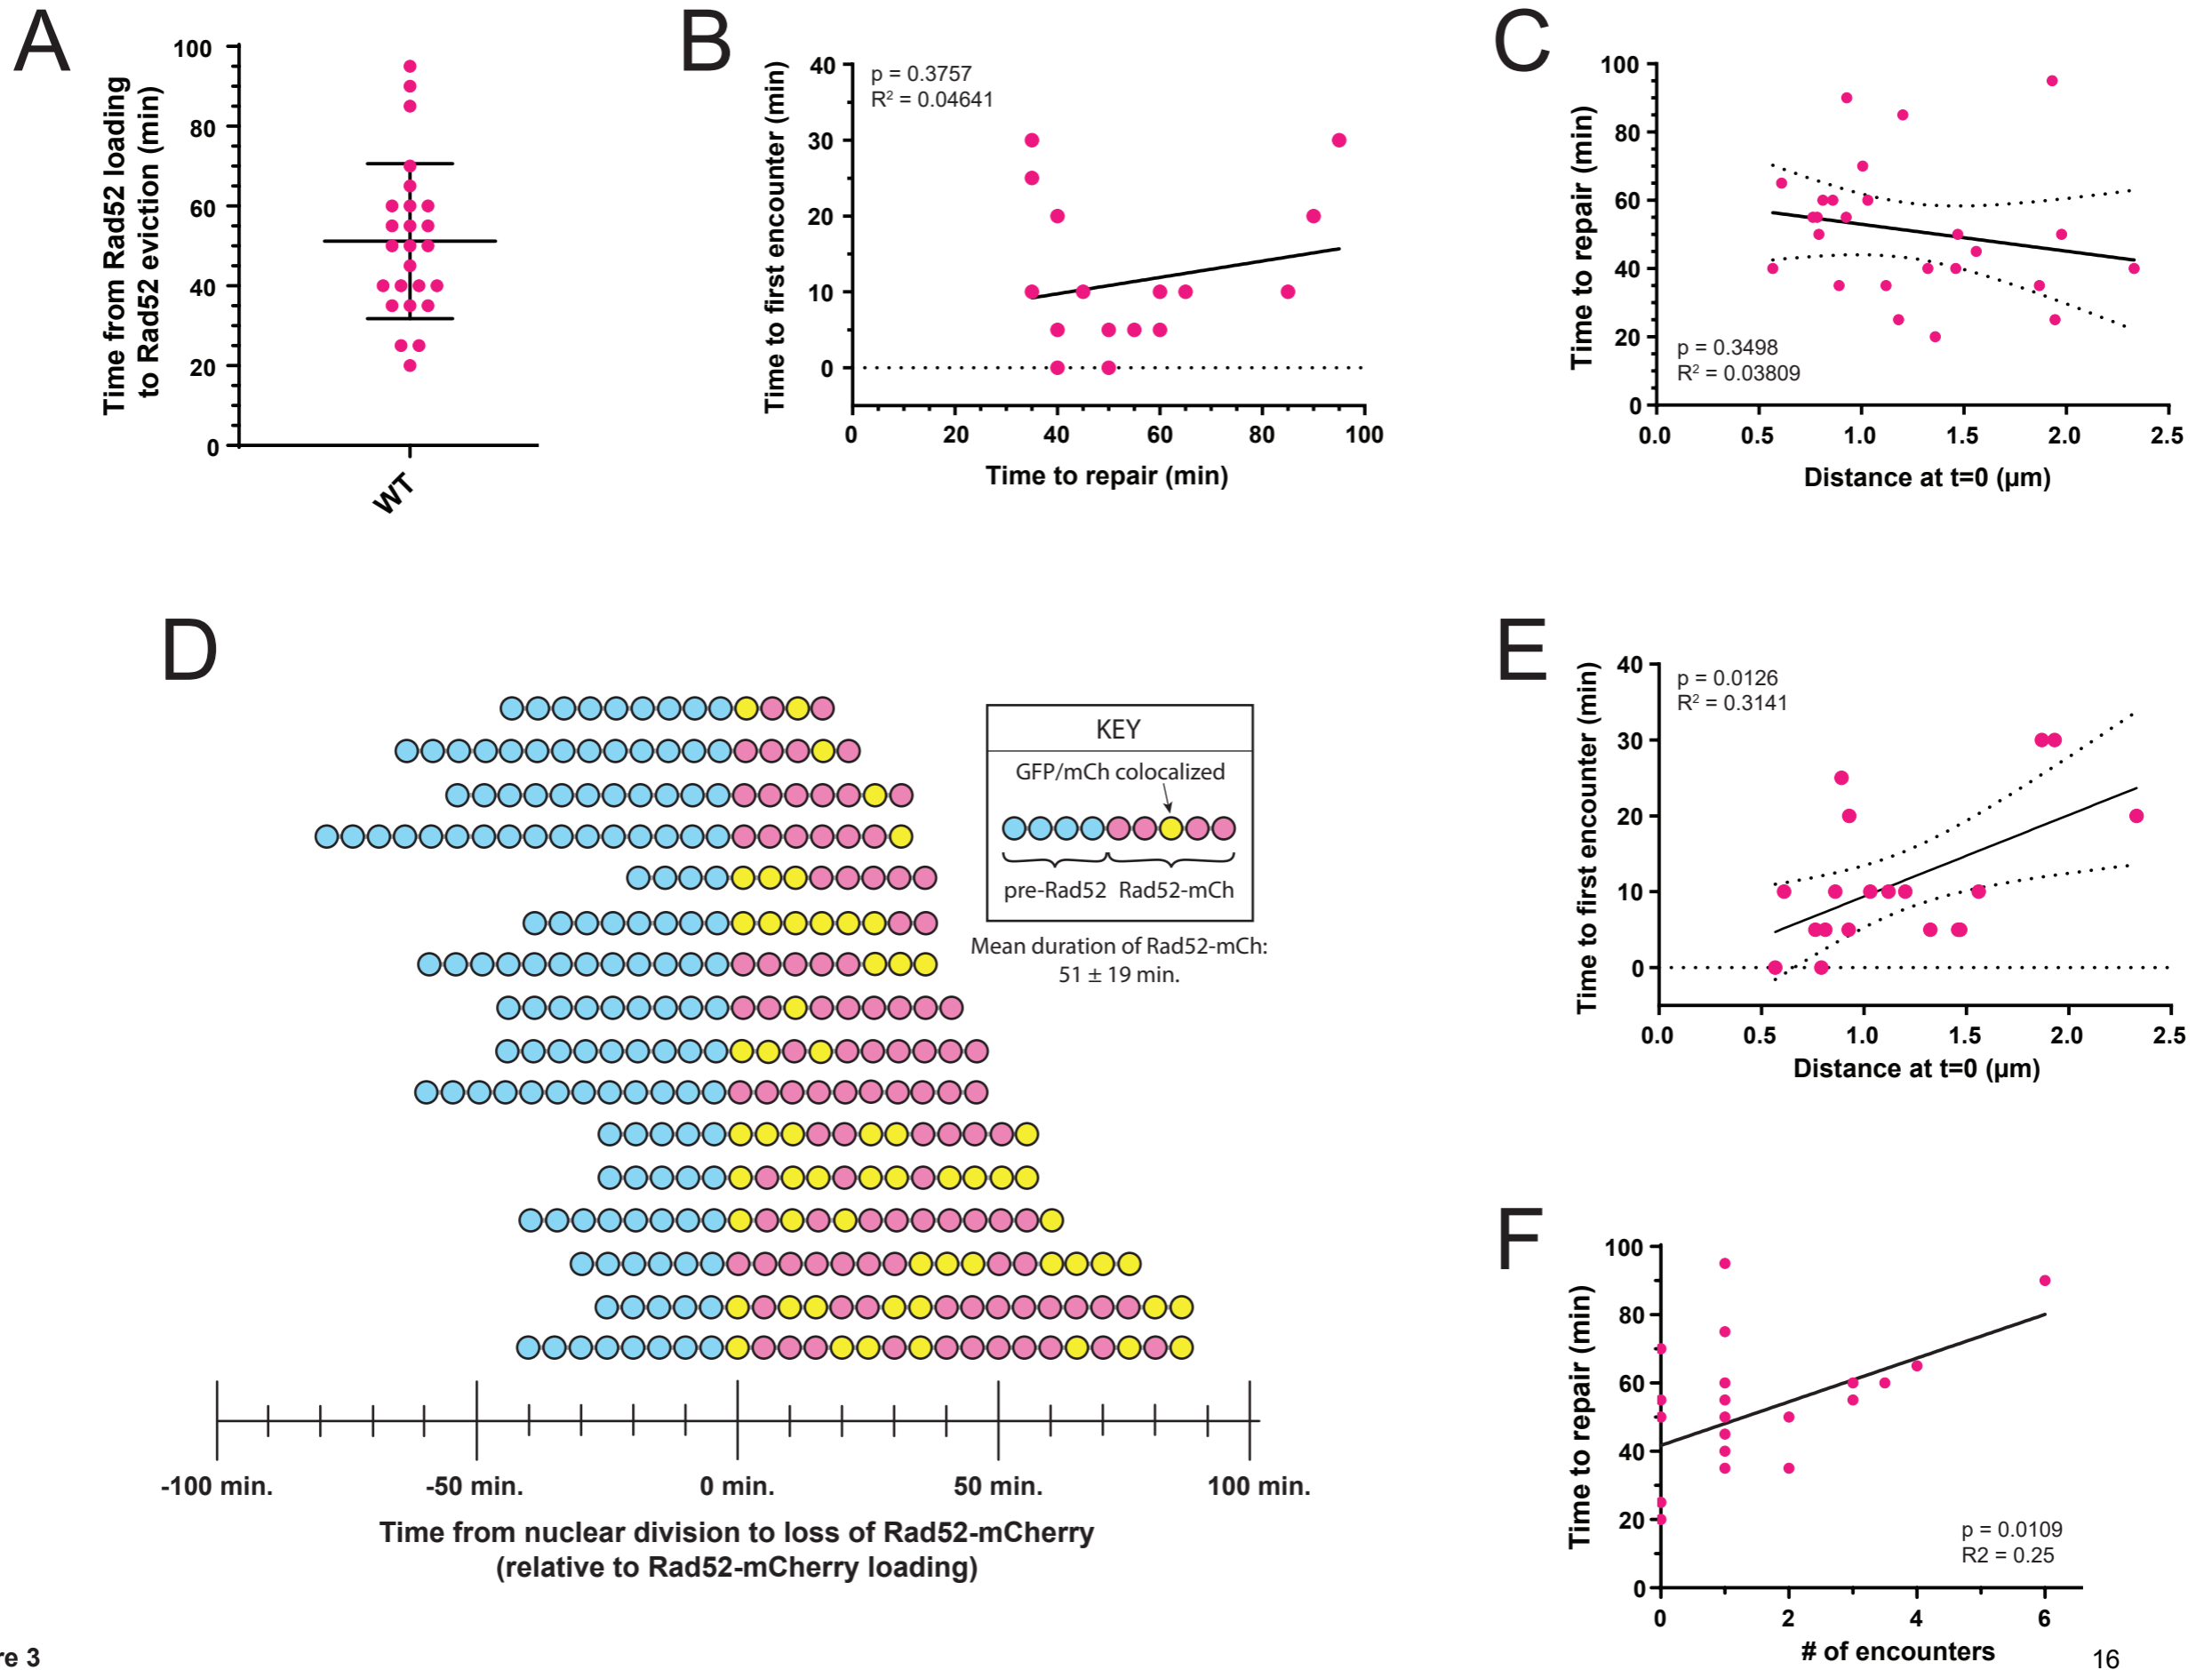 A
Time from Rad52 loading
to Rad52 eviction (min)
100
80
60
40
20
0
WT
B
p = 0.3757
R² = 0.04641
Time to first encounter (min)
40
30
20
10
0
0 20 40 60 80 100
Time to repair (min)
C
Time to repair (min)
100
80
60
40
20
0
p = 0.3498
R² = 0.03809
0.0 0.5 1.0 1.5 2.0 2.5
Distance at t=0 (µm)
D
KEY
GFP/mCh colocalized
pre-Rad52 Rad52-mCh
Mean duration of Rad52-mCh:
51 ± 19 min.
-100 min. -50 min. 0 min. 50 min. 100 min.
Time from nuclear division to loss of Rad52-mCherry
(relative to Rad52-mCherry loading)
E
p = 0.0126
R² = 0.3141
Time to first encounter (min)
40
30
20
10
0
0.0 0.5 1.0 1.5 2.0 2.5
Distance at t=0 (µm)
F
Time to repair (min)
100
80
60
40
20
0
p = 0.0109
R2 = 0.25
0 2 4 6
# of encounters
re 3
16